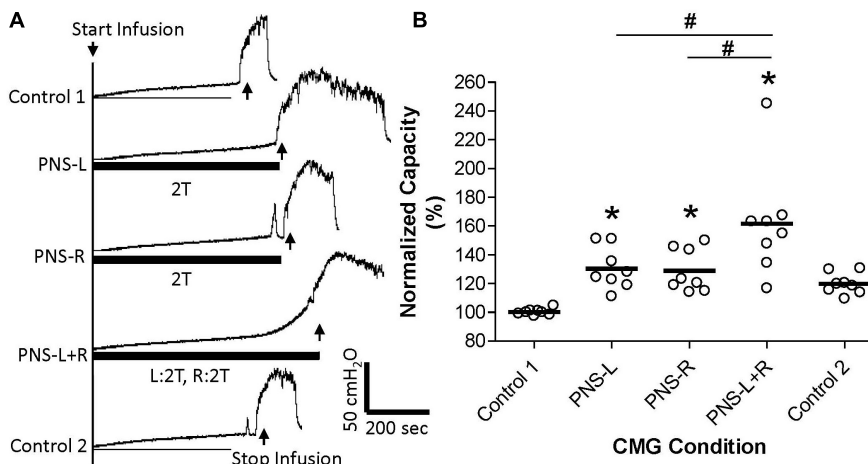 A
Start Infusion
Control 1
PNS-L
2T
PNS-R
2T
PNS-L+R
L:2T, R:2T
Control 2
Stop Infusion
50 cmH2O
200 sec
B
#
#
*
*
*
Normalized Capacity
(%)
260
240
220
200
180
160
140
120
100
80
Control 1
PNS-L
PNS-R
PNS-L+R
Control 2
CMG Condition